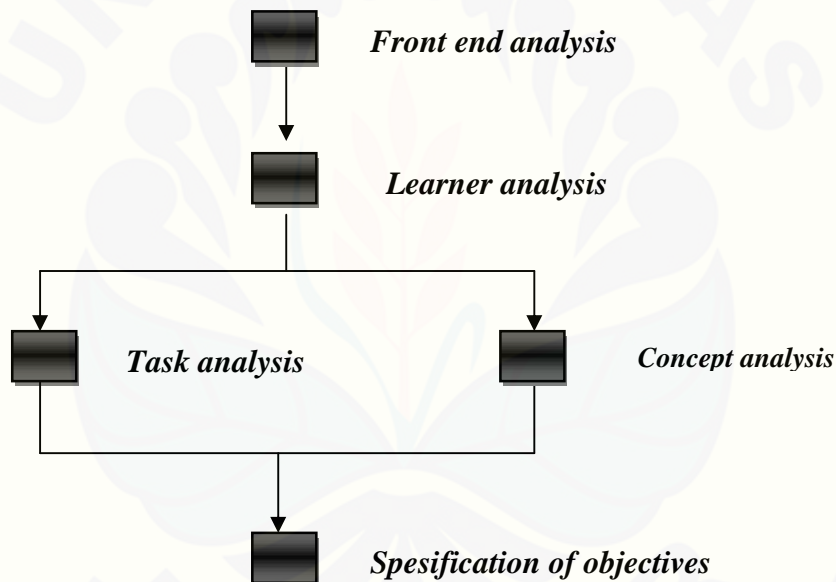 Front end analysis
Learner analysis
Task analysis
Concept analysis
Spesification of objectives